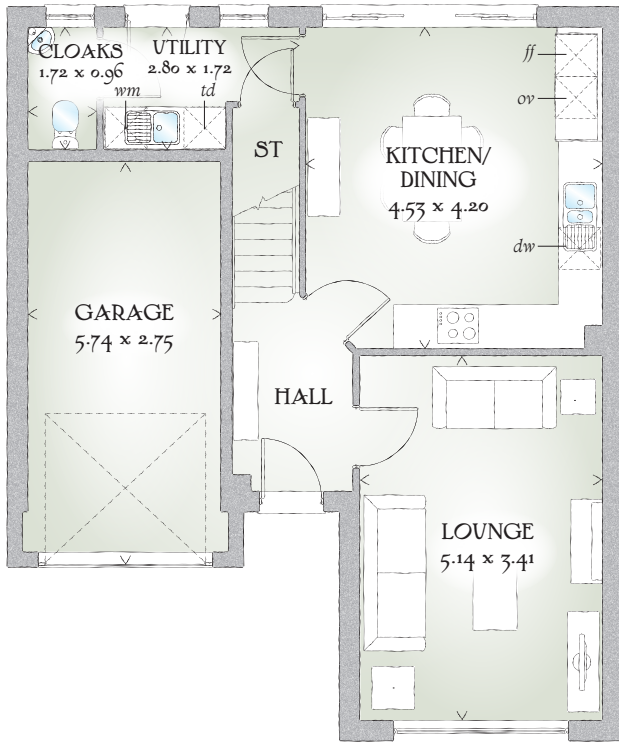 CLOAKS
1.72 x 0.96
UTILITY
2.80 x 1.72
wm
td
ff
ov
ST
KITCHEN/
DINING
4.53 x 4.20
dw
GARAGE
5.74 x 2.75
HALL
LOUNGE
5.14 x 3.41